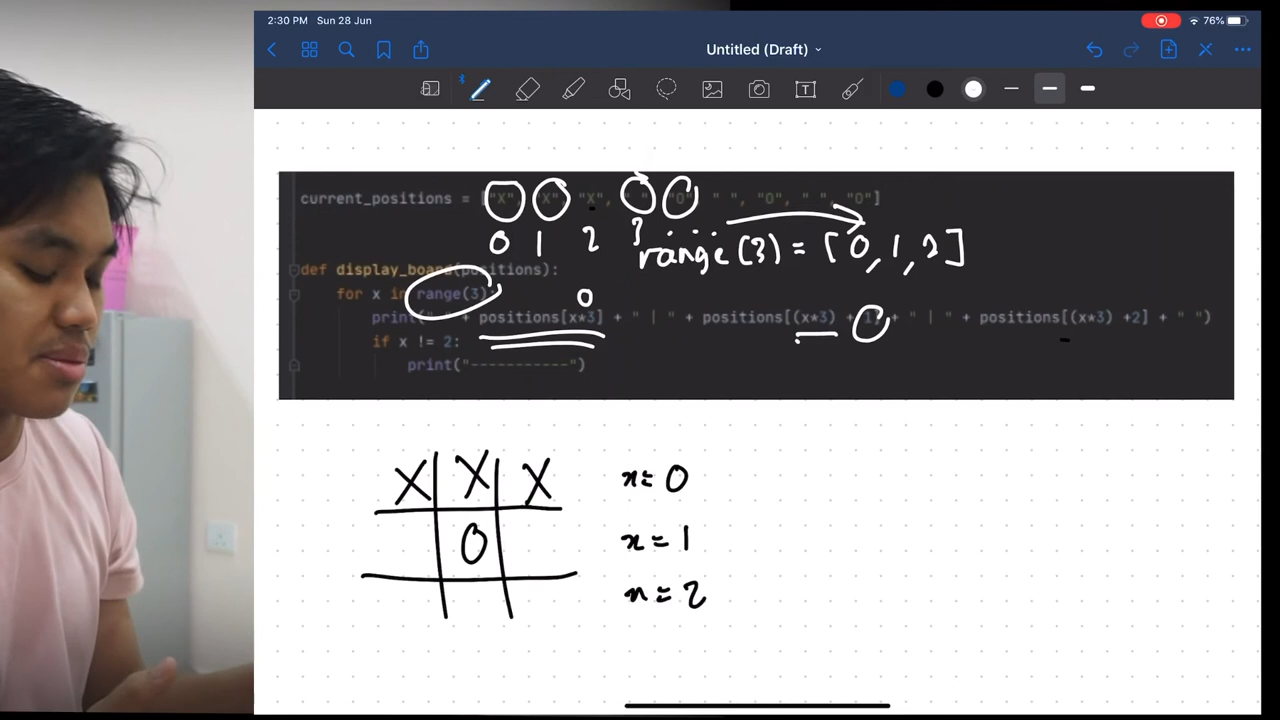 2:30 PM Sun 28 Jun
76%
Untitled (Draft)
T
current_positions = ["X", "X", "X", " ", "O", " ", "O", " ", "O"]
0 1 2 3 . . .
range(3) = [0,1,2]
def display_board(positions):
for x in range(3):
0
print(" " + positions[x*3] + " | " + positions[(x*3) + 1] + " | " + positions[(x*3) +2] + " ")
0
if x != 2:
print("-----------")
X X X
x = 0
O
x = 1
x = 2